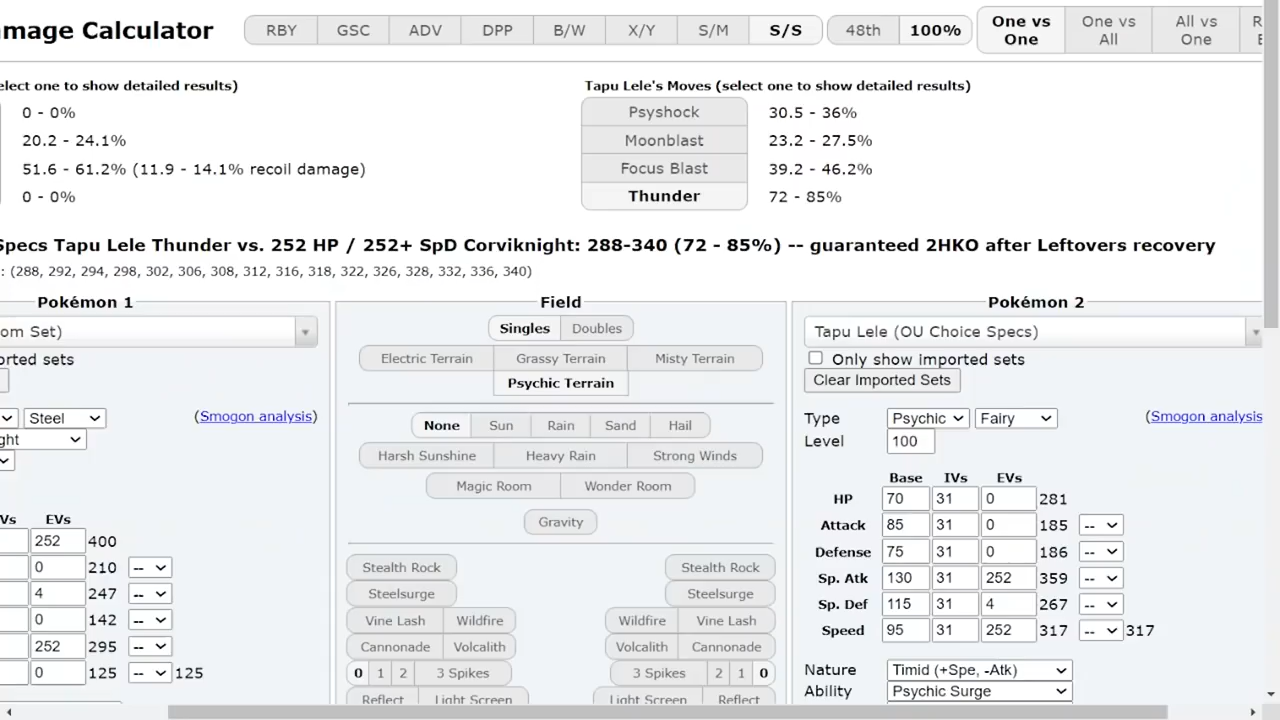 mage Calculator
RBY GSC ADV DPP B/W X/Y S/M S/S 48th 100% One vs One One vs All All vs One
elect one to show detailed results)
0 - 0%
20.2 - 24.1%
51.6 - 61.2% (11.9 - 14.1% recoil damage)
0 - 0%
Tapu Lele's Moves (select one to show detailed results)
Psyshock 30.5 - 36%
Moonblast 23.2 - 27.5%
Focus Blast 39.2 - 46.2%
Thunder 72 - 85%
Specs Tapu Lele Thunder vs. 252 HP / 252+ SpD Corviknight: 288-340 (72 - 85%) -- guaranteed 2HKO after Leftovers recovery
: (288, 292, 294, 298, 302, 306, 308, 312, 316, 318, 322, 326, 328, 332, 336, 340)
Pokémon 1
om Set)
orted sets
Steel
(Smogon analysis)
ght
Vs EVs
252 400
0 210 --
4 247 --
0 142 --
252 295 --
0 125 -- 125
Field
Singles Doubles
Electric Terrain Grassy Terrain Misty Terrain
Psychic Terrain
None Sun Rain Sand Hail
Harsh Sunshine Heavy Rain Strong Winds
Magic Room Wonder Room
Gravity
Stealth Rock Stealth Rock
Steelsurge Steelsurge
Vine Lash Wildfire Wildfire Vine Lash
Cannonade Volcalith Volcalith Cannonade
0 1 2 3 Spikes 3 Spikes 2 1 0
Reflect Light Screen Light Screen Reflect
Pokémon 2
Tapu Lele (OU Choice Specs)
Only show imported sets
Clear Imported Sets
Type Psychic Fairy
(Smogon analysis
Level 100
Base IVs EVs
HP 70 31 0 281
Attack 85 31 0 185 --
Defense 75 31 0 186 --
Sp. Atk 130 31 252 359 --
Sp. Def 115 31 4 267 --
Speed 95 31 252 317 -- 317
Nature Timid (+Spe, -Atk)
Ability Psychic Surge